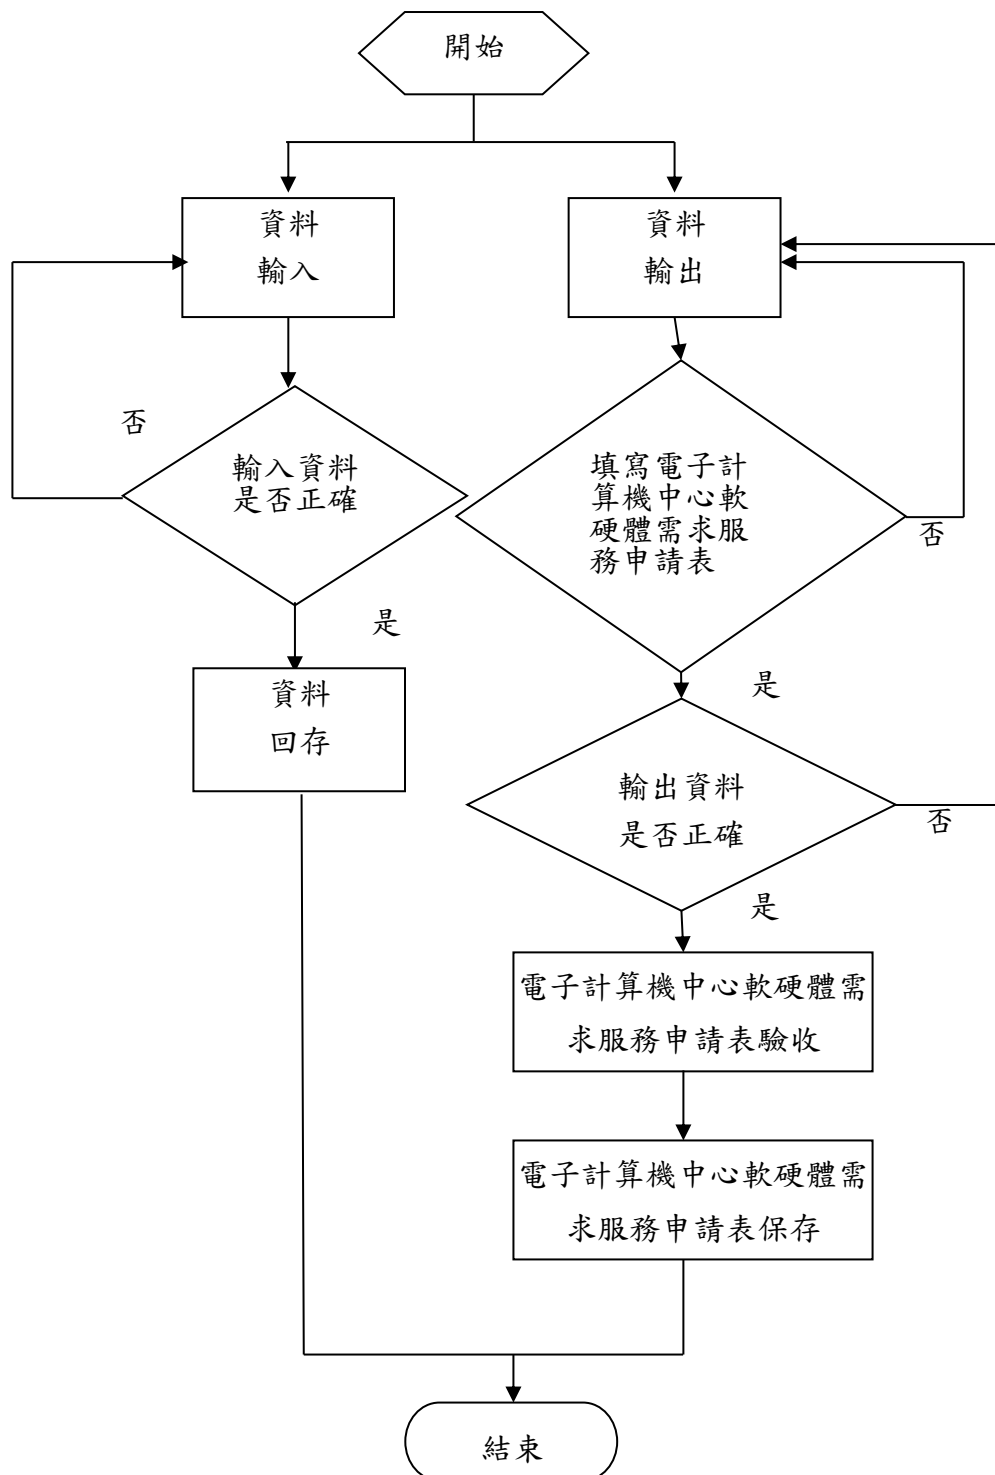 開始
資料
輸入
資料
輸出
否
輸入資料
是否正確
填寫電子計
算機中心軟
硬體需求服
務申請表
否
是
資料
回存
是
輸出資料
是否正確
否
是
電子計算機中心軟硬體需
求服務申請表驗收
電子計算機中心軟硬體需
求服務申請表保存
結束